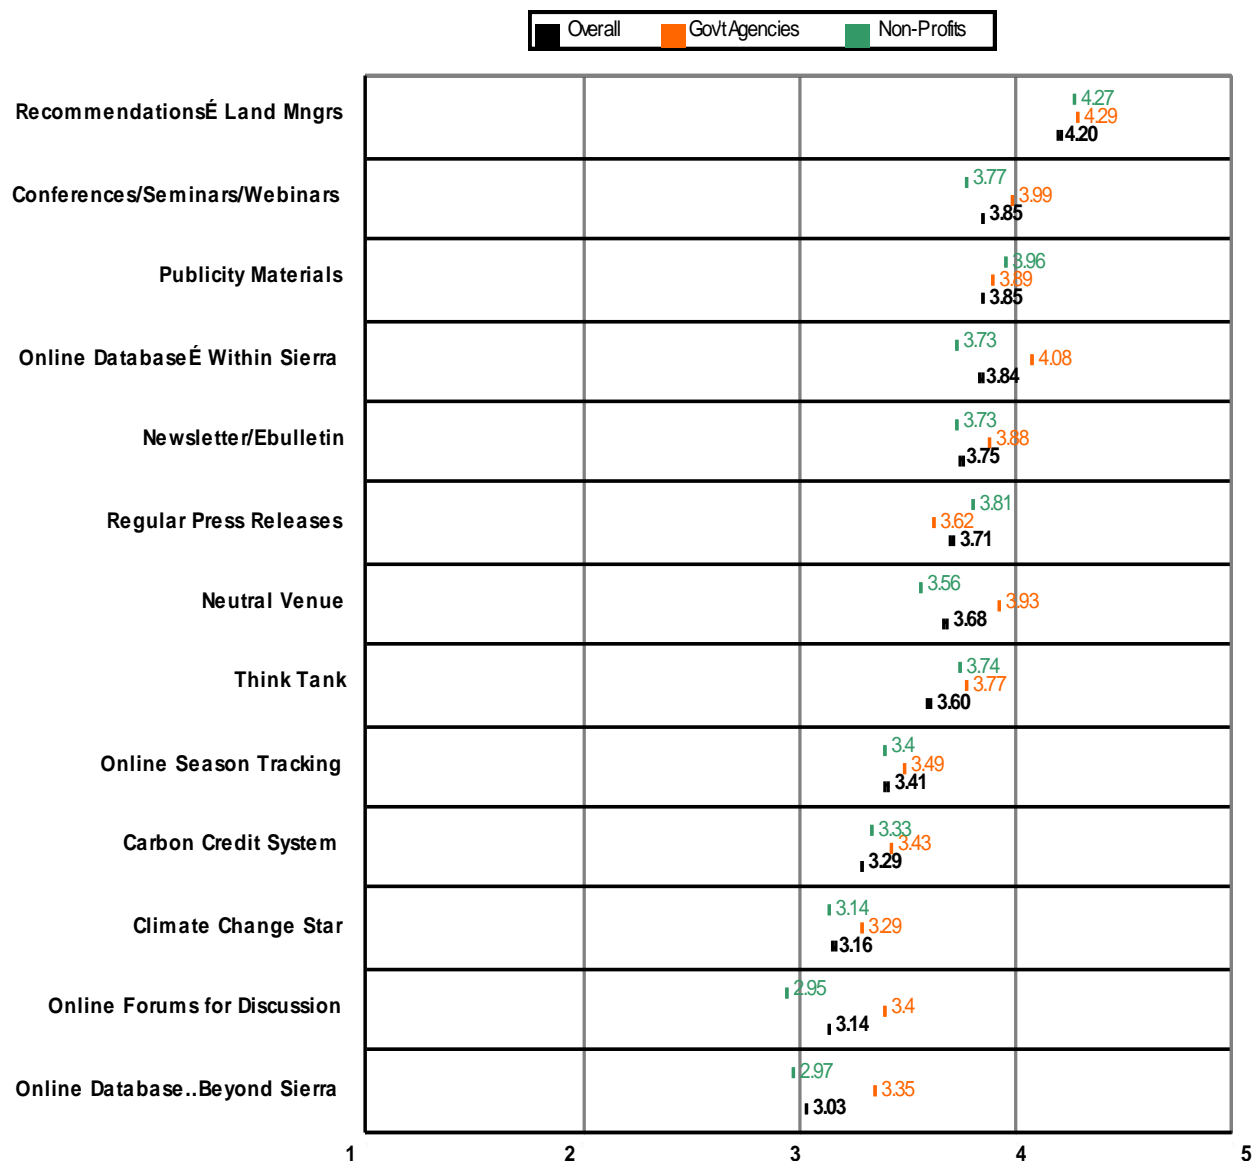 Overall Gov't Agencies Non-Profits
4.27
Recommendations É Land Mngrs 4.29
4.20
3.77
Conferences/Seminars/Webinars 3.99
3.85
3.96
Publicity Materials 3.89
3.85
3.73
Online Database É Within Sierra 4.08
3.84
3.73
Newsletter/Ebulletin 3.88
3.75
3.81
Regular Press Releases 3.62
3.71
3.56
Neutral Venue 3.93
3.68
3.74
Think Tank 3.77
3.60
3.4
Online Season Tracking 3.49
3.41
3.33
Carbon Credit System 3.43
3.29
3.14
Climate Change Star 3.29
3.16
2.95
Online Forums for Discussion 3.4
3.14
2.97
Online Database..Beyond Sierra 3.35
3.03
1 2 3 4 5